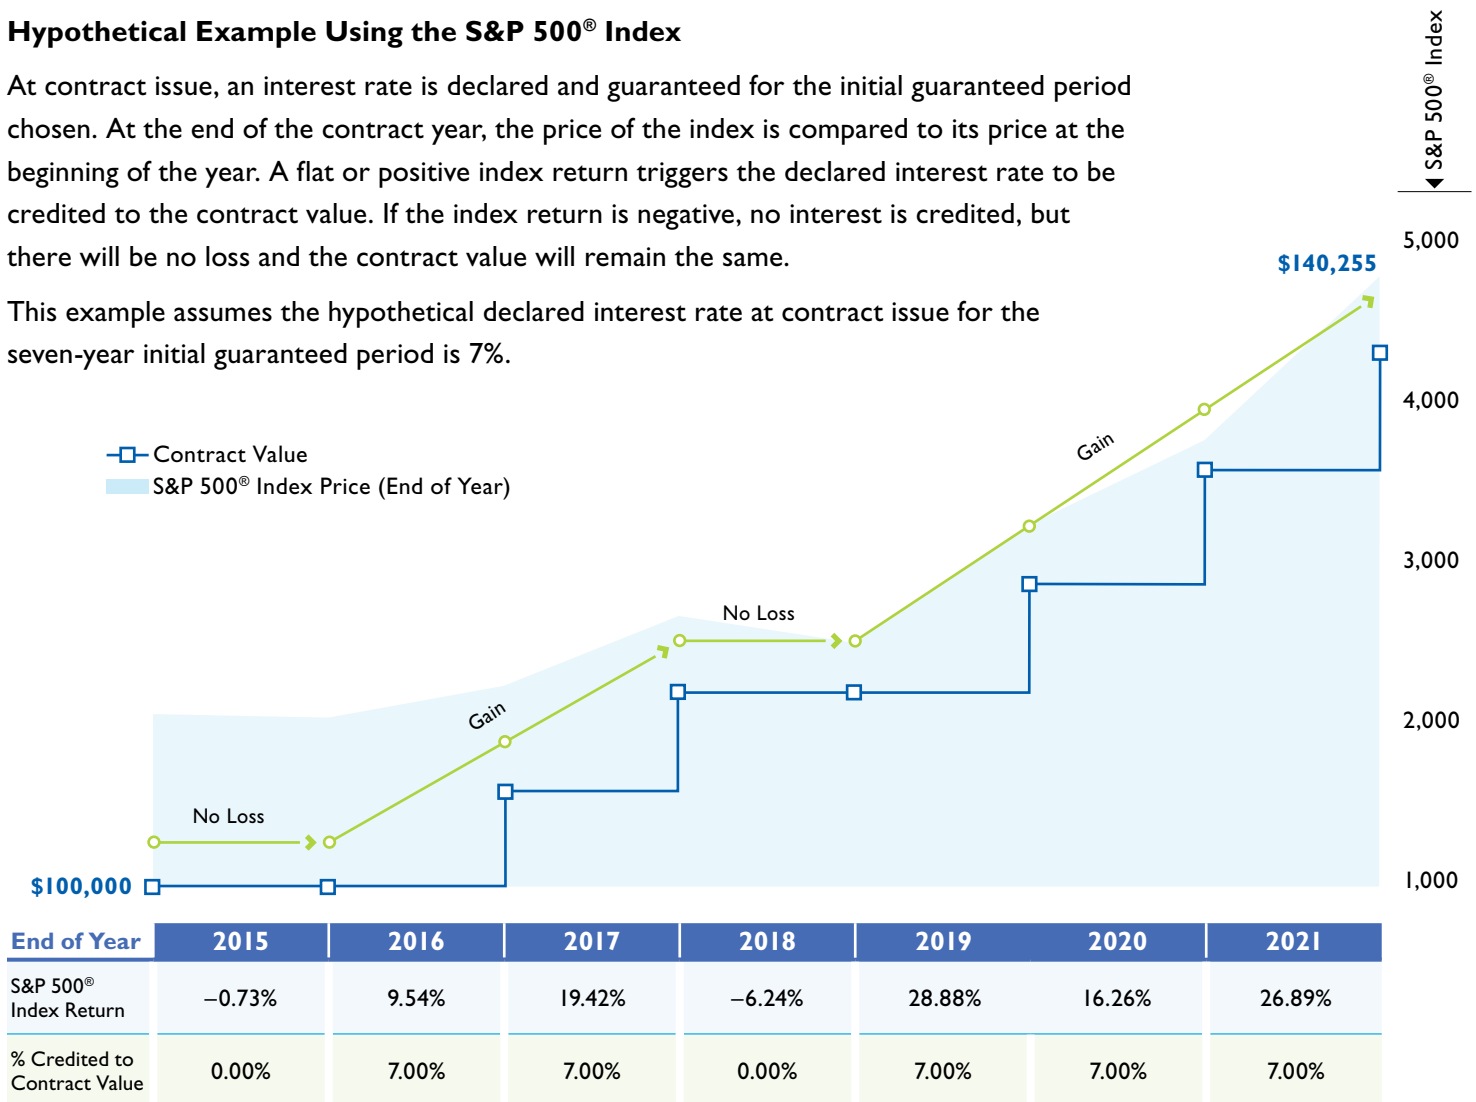 Hypothetical Example Using the S&P 500® Index
At contract issue, an interest rate is declared and guaranteed for the initial guaranteed period
chosen. At the end of the contract year, the price of the index is compared to its price at the
beginning of the year. A flat or positive index return triggers the declared interest rate to be
credited to the contract value. If the index return is negative, no interest is credited, but
there will be no loss and the contract value will remain the same.
This example assumes the hypothetical declared interest rate at contract issue for the
seven-year initial guaranteed period is 7%.
S&P 500® Index
5,000
$140,255
4,000
Gain
Contract Value
S&P 500® Index Price (End of Year)
3,000
No Loss
Gain
2,000
No Loss
$100,000
1,000
End of Year 2015 2016 2017 2018 2019 2020 2021
S&P 500®
Index Return
–0.73% 9.54% 19.42% –6.24% 28.88% 16.26% 26.89%
% Credited to
Contract Value
0.00% 7.00% 7.00% 0.00% 7.00% 7.00% 7.00%